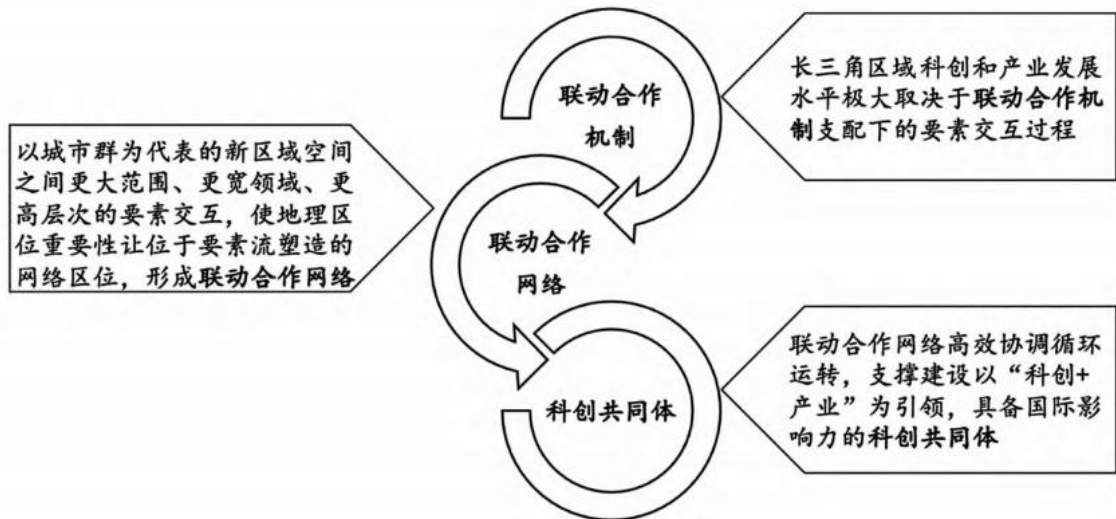 联动合作
机制
长三角区域科创和产业发展
水平极大取决于联动合作机
制支配下的要素交互过程
以城市群为代表的新区域空间
之间更大范围、更宽领域、更
高层次的要素交互，使地理区
位重要性让位于要素流塑造的
网络区位，形成联动合作网络
联动合作
网络
科创共同体
联动合作网络高效协调循环
运转，支撑建设以“科创+
产业”为引领，具备国际影
响力的科创共同体